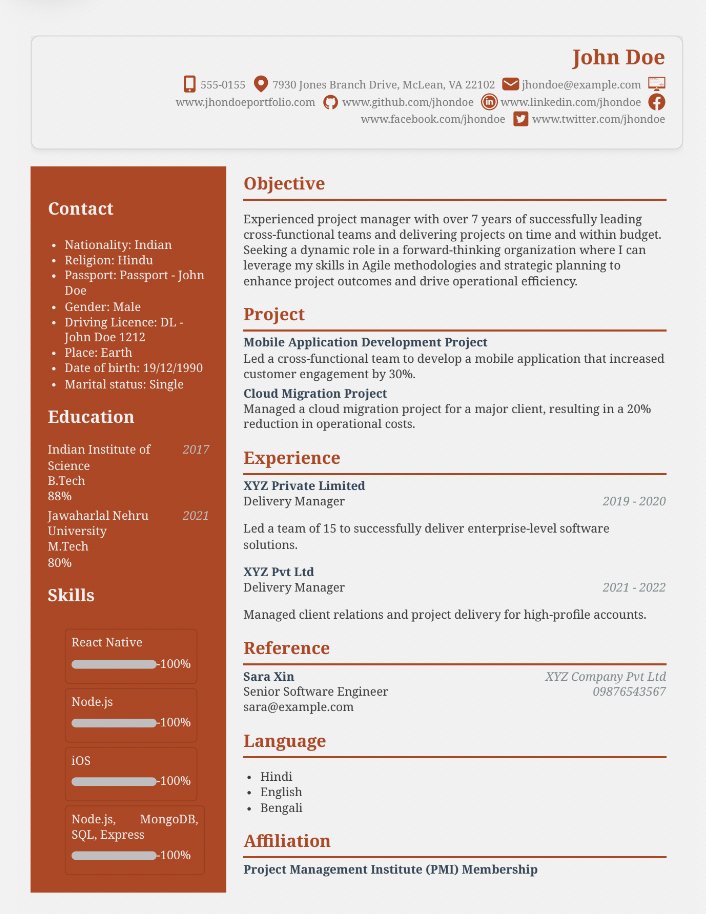 John Doe
555-0155 7930 Jones Branch Drive, McLean, VA 22102 jhondoe@example.com
www.jhondoeportfolio.com www.github.com/jhondoe www.linkedin.com/jhondoe
www.facebook.com/jhondoe www.twitter.com/jhondoe
Contact
• Nationality: Indian
• Religion: Hindu
• Passport: Passport - John
Doe
• Gender: Male
• Driving Licence: DL -
John Doe 1212
• Place: Earth
• Date of birth: 19/12/1990
• Marital status: Single
Education
Indian Institute of 2017
Science
B.Tech
88%
Jawaharlal Nehru 2021
University
M.Tech
80%
Skills
React Native
-100%
Node.js
-100%
iOS
-100%
Node.js, MongoDB,
SQL, Express
-100%
Objective
Experienced project manager with over 7 years of successfully leading
cross-functional teams and delivering projects on time and within budget.
Seeking a dynamic role in a forward-thinking organization where I can
leverage my skills in Agile methodologies and strategic planning to
enhance project outcomes and drive operational efficiency.
Project
Mobile Application Development Project
Led a cross-functional team to develop a mobile application that increased
customer engagement by 30%.
Cloud Migration Project
Managed a cloud migration project for a major client, resulting in a 20%
reduction in operational costs.
Experience
XYZ Private Limited
Delivery Manager 2019 - 2020
Led a team of 15 to successfully deliver enterprise-level software
solutions.
XYZ Pvt Ltd
Delivery Manager 2021 - 2022
Managed client relations and project delivery for high-profile accounts.
Reference
Sara Xin XYZ Company Pvt Ltd
Senior Software Engineer 09876543567
sara@example.com
Language
• Hindi
• English
• Bengali
Affiliation
Project Management Institute (PMI) Membership